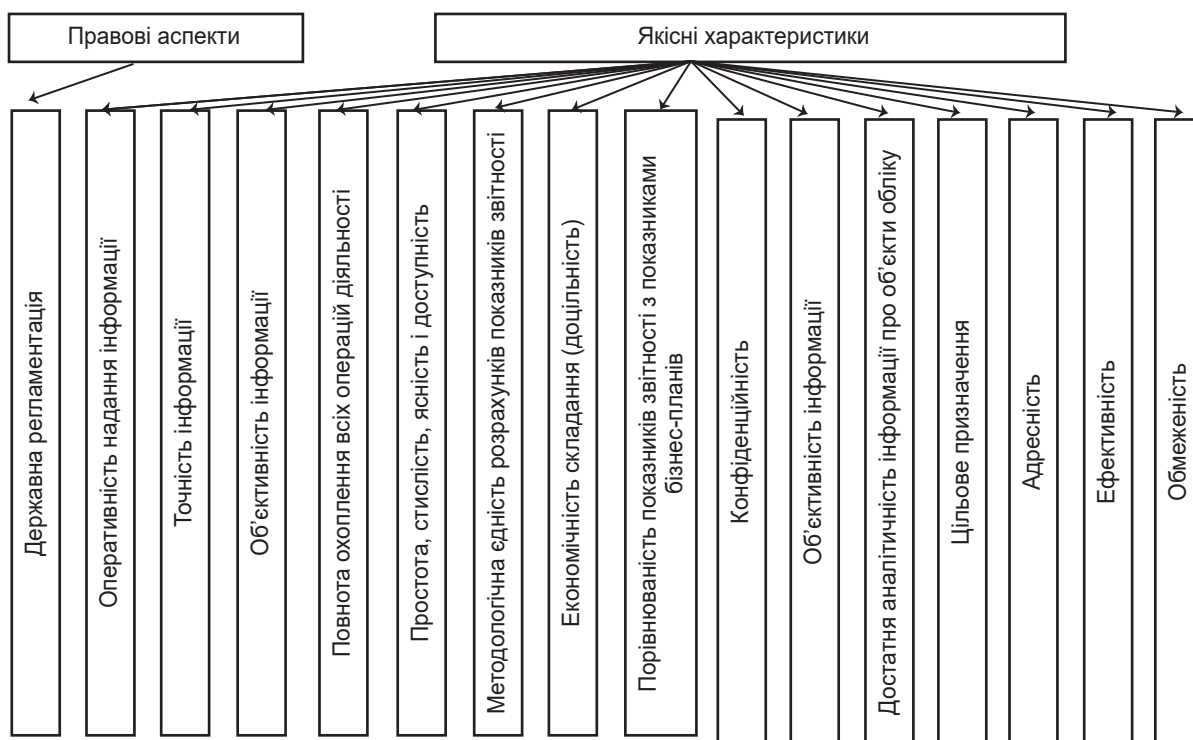 Правові аспекти
Якісні характеристики
Державна регламентація
Оперативність надання інформації
Точність інформації
Об’єктивність інформації
Повнота охоплення всіх операцій діяльності
Простота, стислість, ясність і доступність
Методологічна єдність розрахунків показників звітності
Економічність складання (доцільність)
Порівнюваність показників звітності з показниками
бізнес-планів
Конфіденційність
Об’єктивність інформації
Достатня аналітичність інформації про об’єкти обліку
Цільове призначення
Адресність
Ефективність
Обмеженість